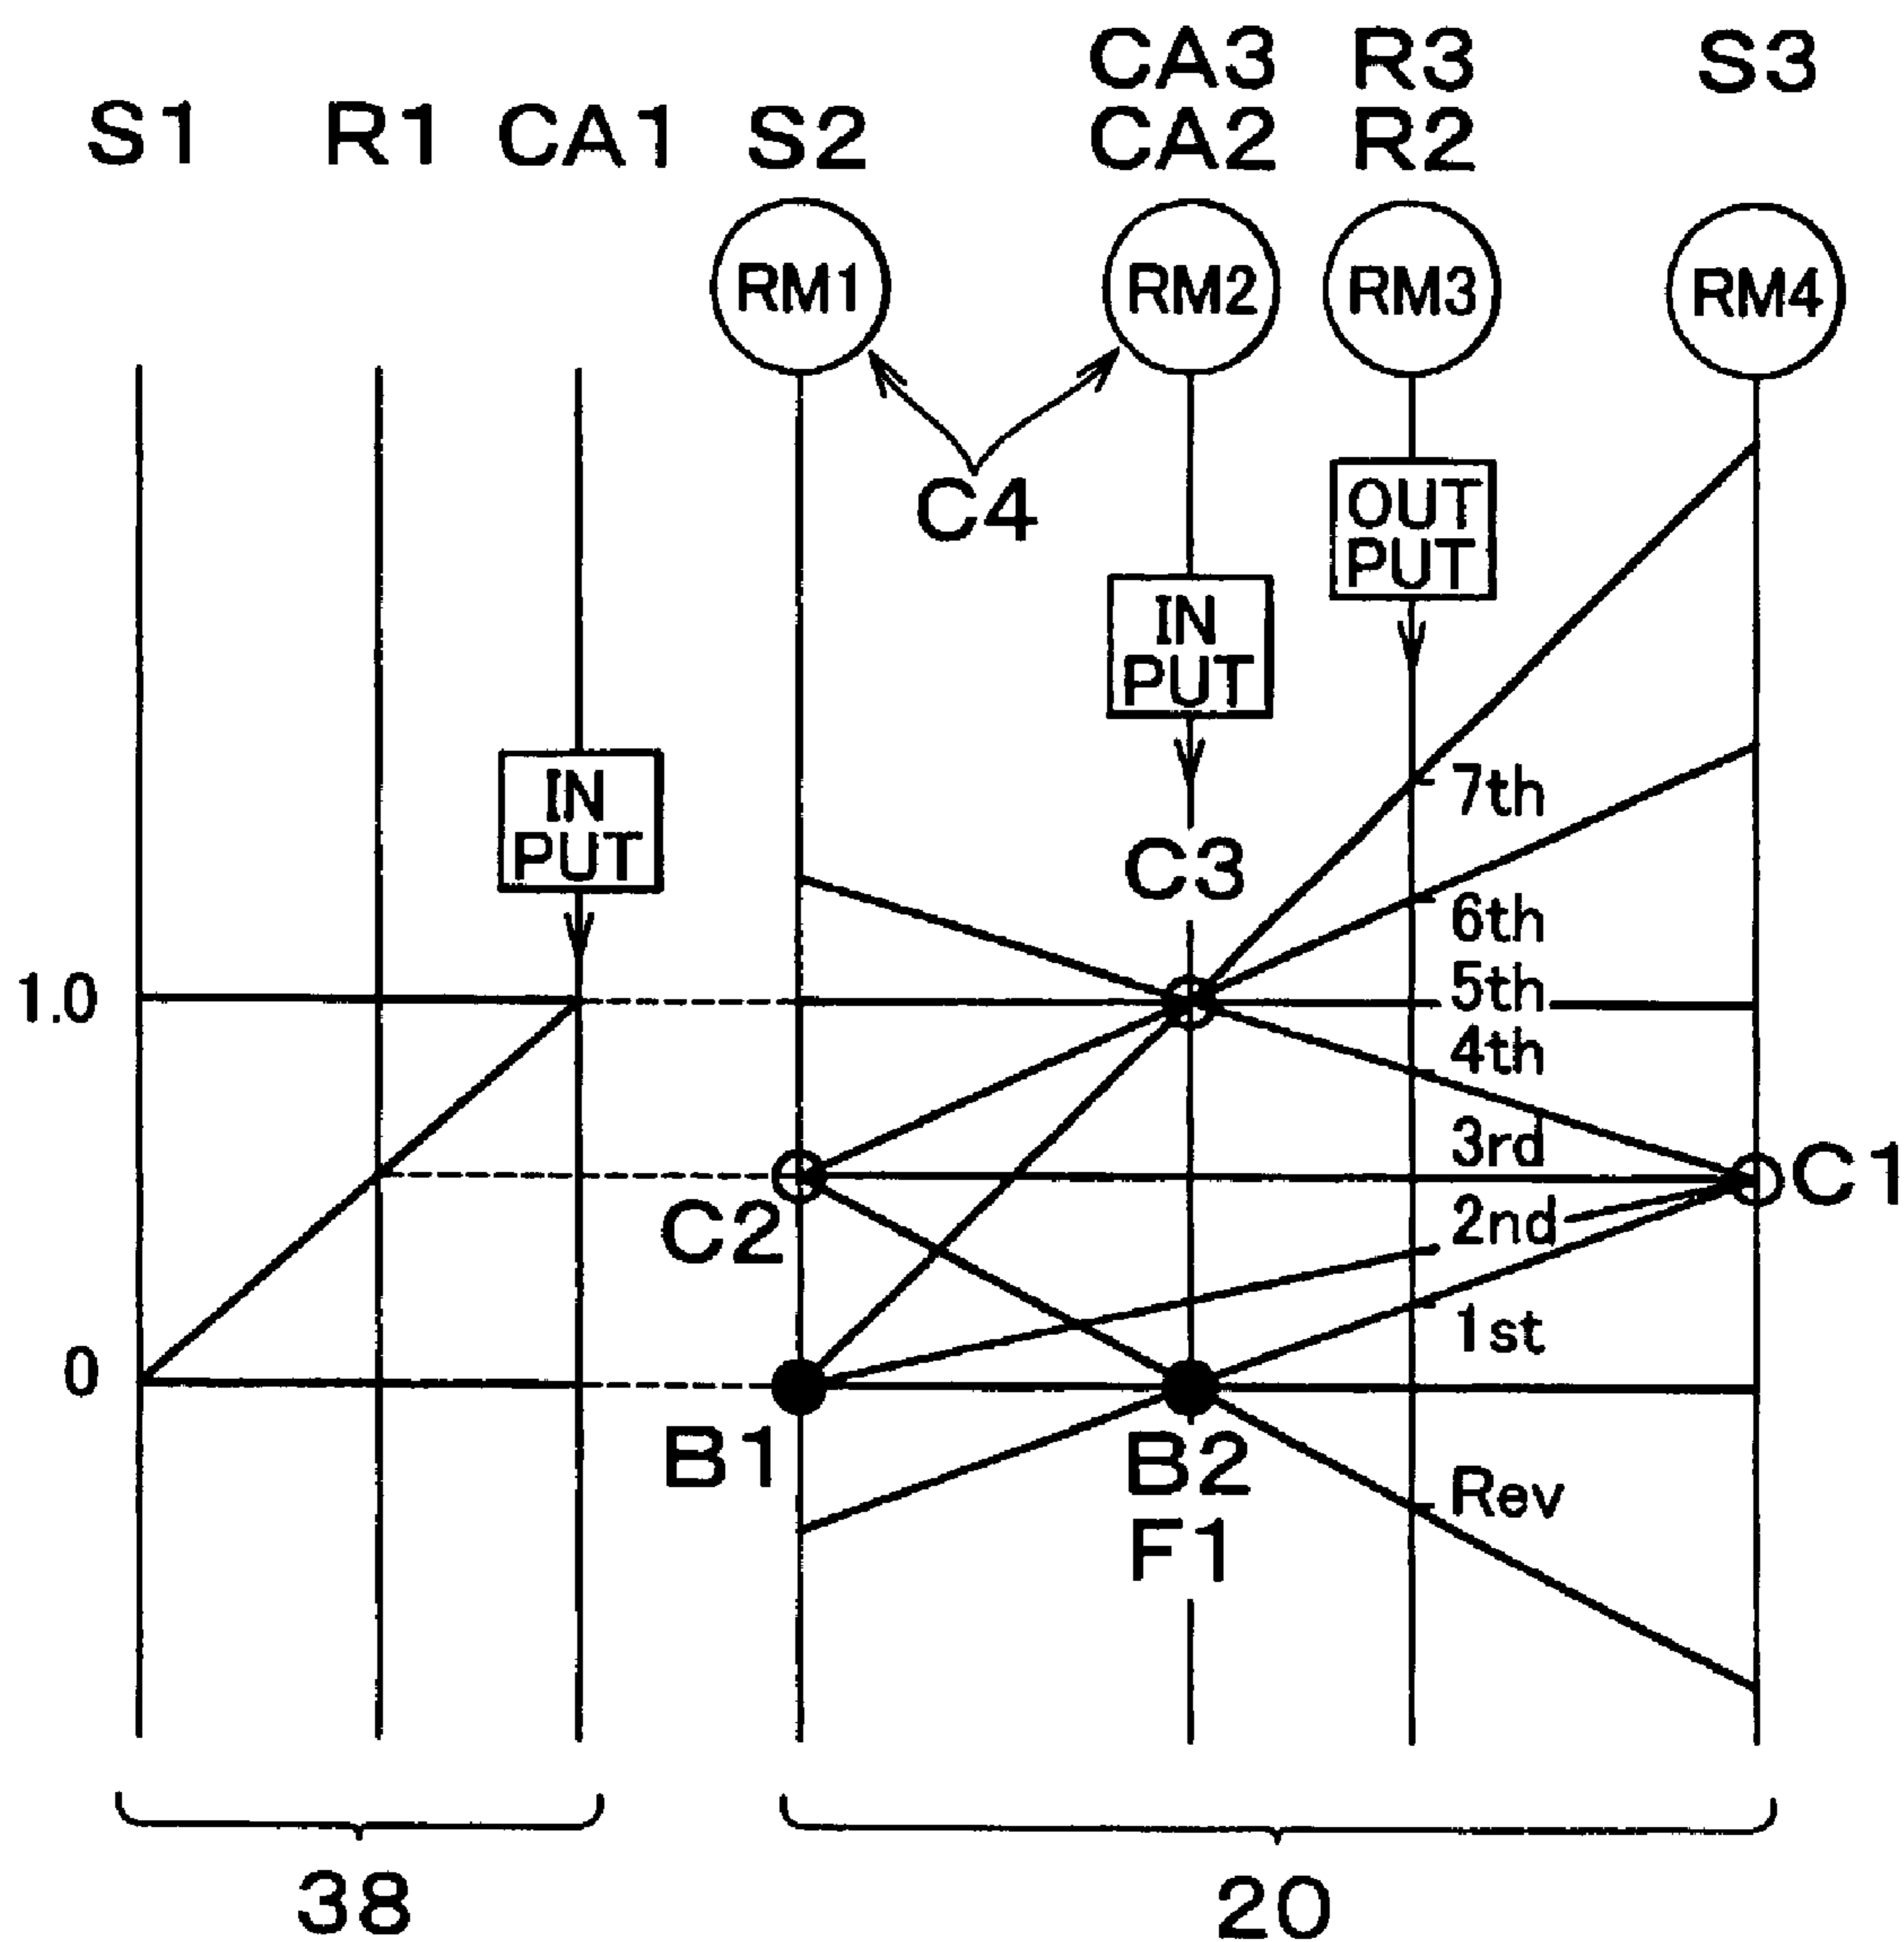 CA3 R3 S3
S1 R1 CA1 S2 CA2 R2
RM1 RM2 RM3 RM4
C4
OUT
PUT
IN
PUT
IN
PUT
7th
C3
6th
1.0
5th
4th
3rd
C1
C2
2nd
1st
0
B1
B2
F1
Rev
38
20